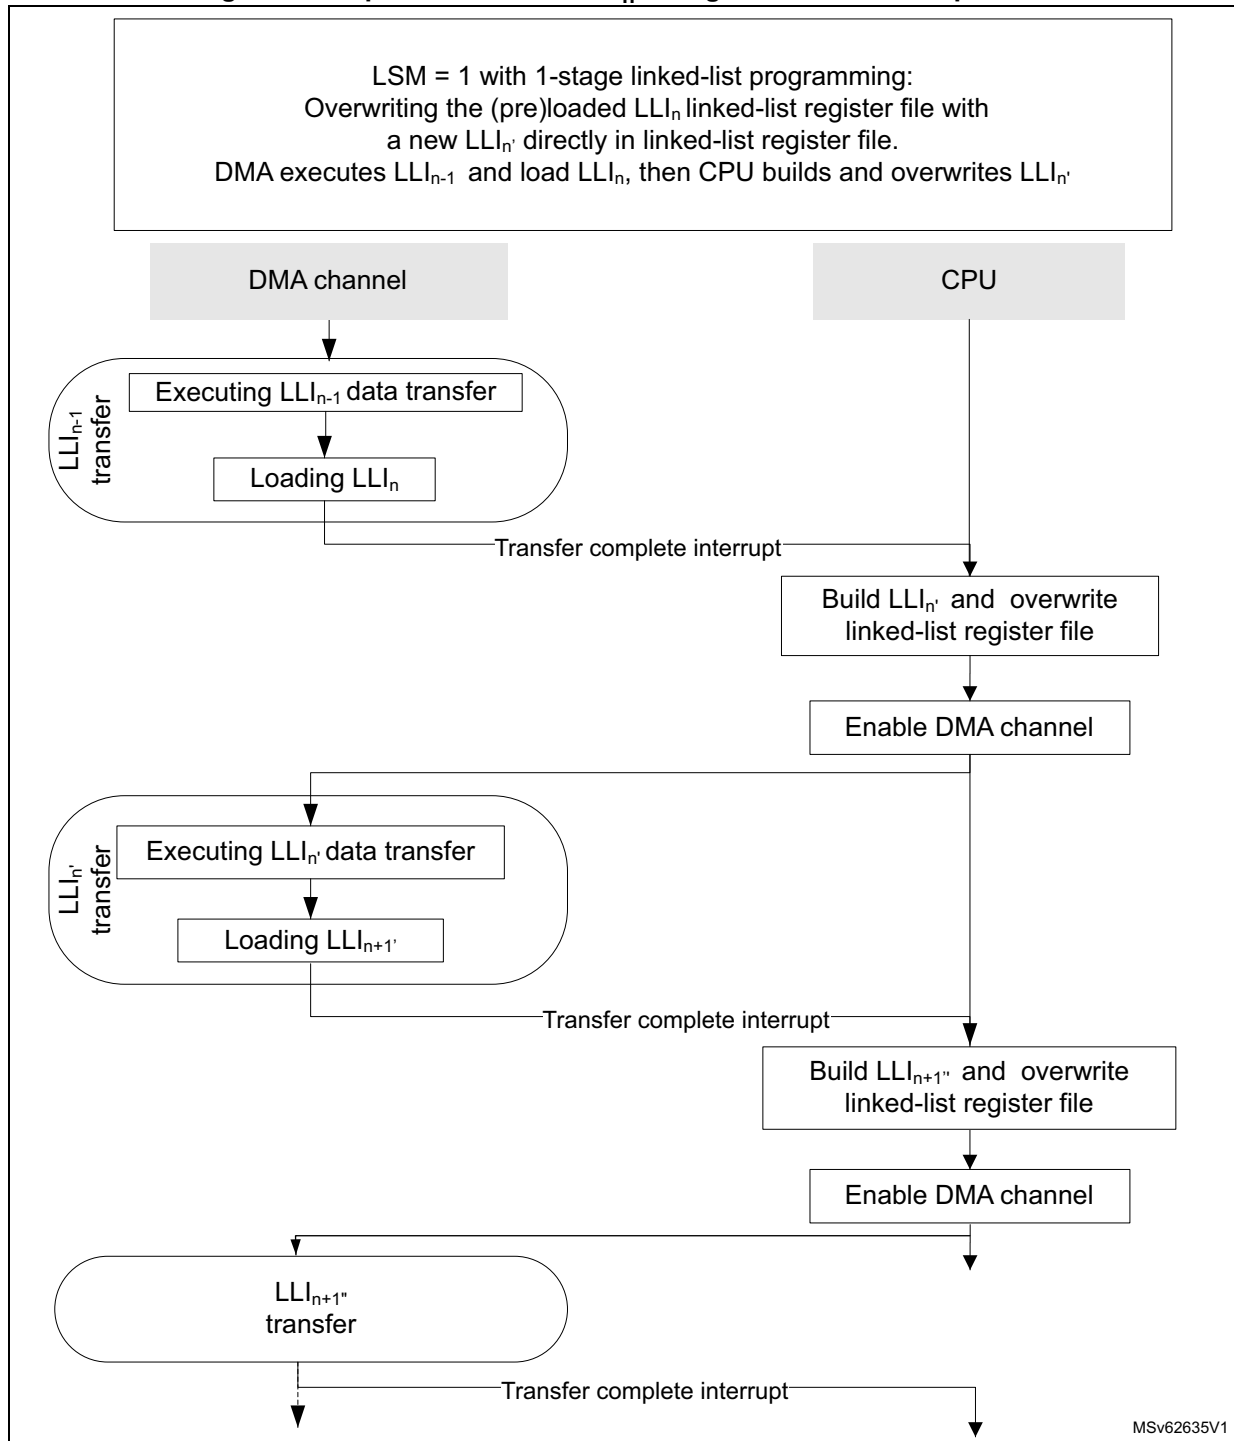 LSM = 1 with 1-stage linked-list programming:
Overwriting the (pre)loaded LLIn linked-list register file with
a new LLIn' directly in linked-list register file.
DMA executes LLIn-1 and load LLIn, then CPU builds and overwrites LLIn'
DMA channel
CPU
LLIn-1
transfer
Executing LLIn-1 data transfer
Loading LLIn
Transfer complete interrupt
Build LLIn' and overwrite
linked-list register file
Enable DMA channel
LLIn'
transfer
Executing LLIn' data transfer
Loading LLIn+1'
Transfer complete interrupt
Build LLIn+1'' and overwrite
linked-list register file
Enable DMA channel
LLIn+1"
transfer
Transfer complete interrupt
MSv62635V1